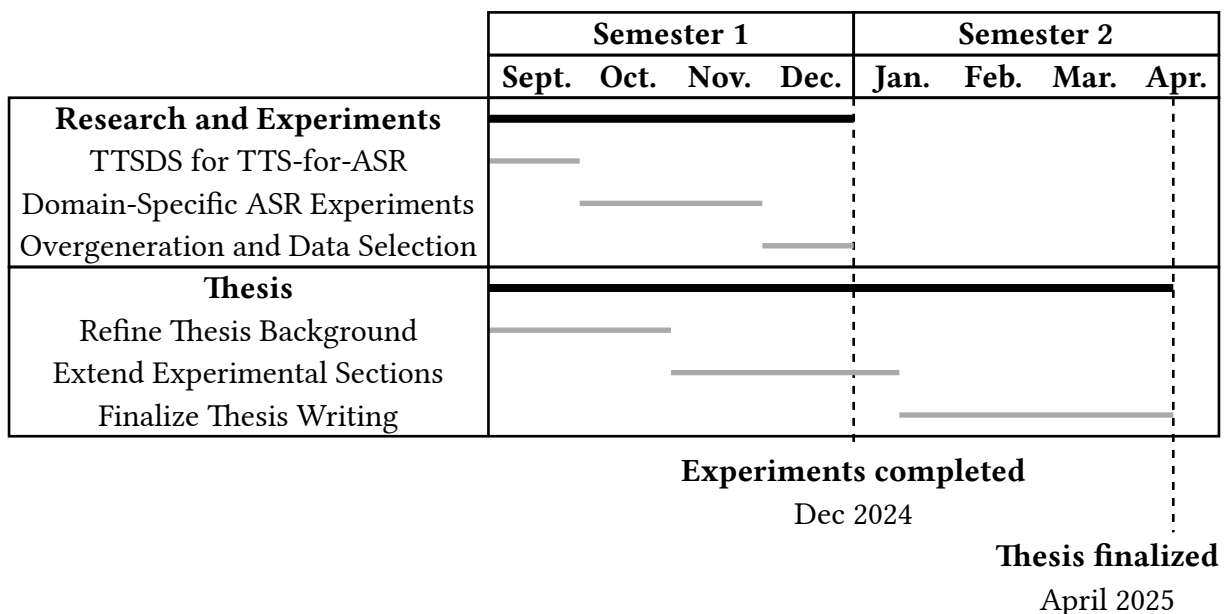 Semester 1 Semester 2
Sept. Oct. Nov. Dec. Jan. Feb. Mar. Apr.
Research and Experiments
TTSDS for TTS-for-ASR
Domain-Specific ASR Experiments
Overgeneration and Data Selection
Thesis
Refine Thesis Background
Extend Experimental Sections
Finalize Thesis Writing
Experiments completed
Dec 2024
Thesis finalized
April 2025